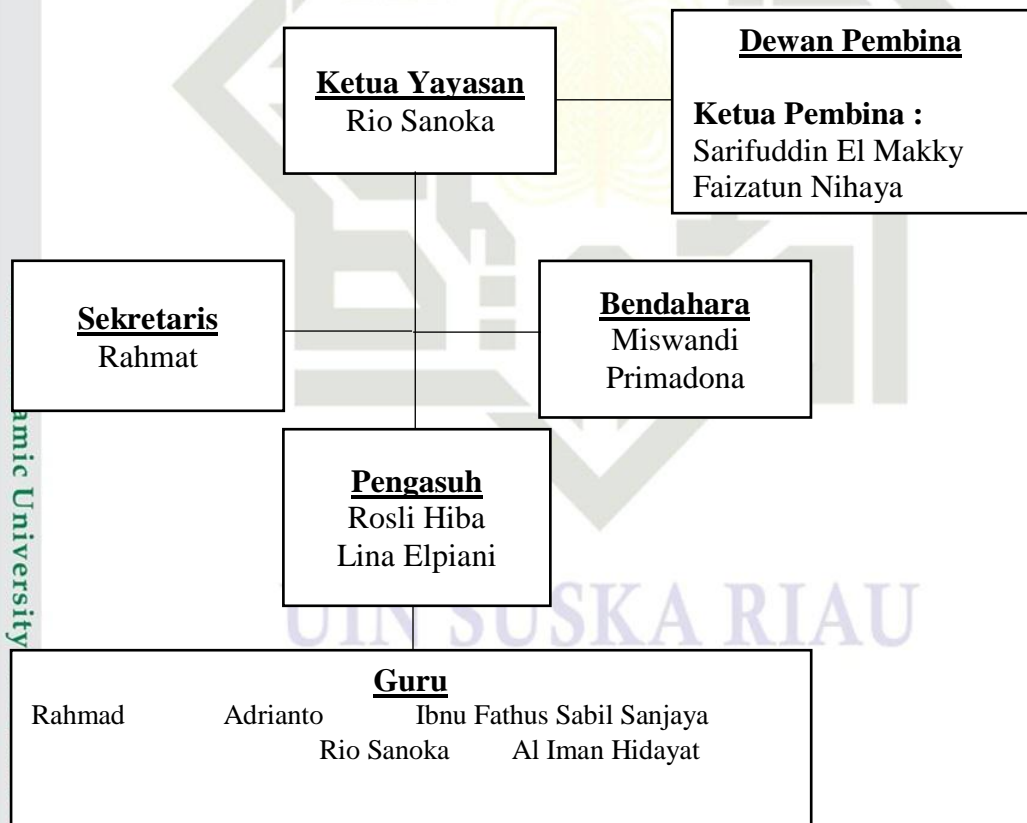 Ketua Yayasan
Rio Sanoka
Dewan Pembina
Ketua Pembina :
Sarifuddin El Makky
Faizatun Nihaya
Sekretaris
Rahmat
Bendahara
Miswandi
Primadona
Pengasuh
Rosli Hiba
Lina Elpiani
Guru
Rahmad Adrianto Ibnu Fathus Sabil Sanjaya
Rio Sanoka Al Iman Hidayat
UIN SUSKA RIAU
amic University